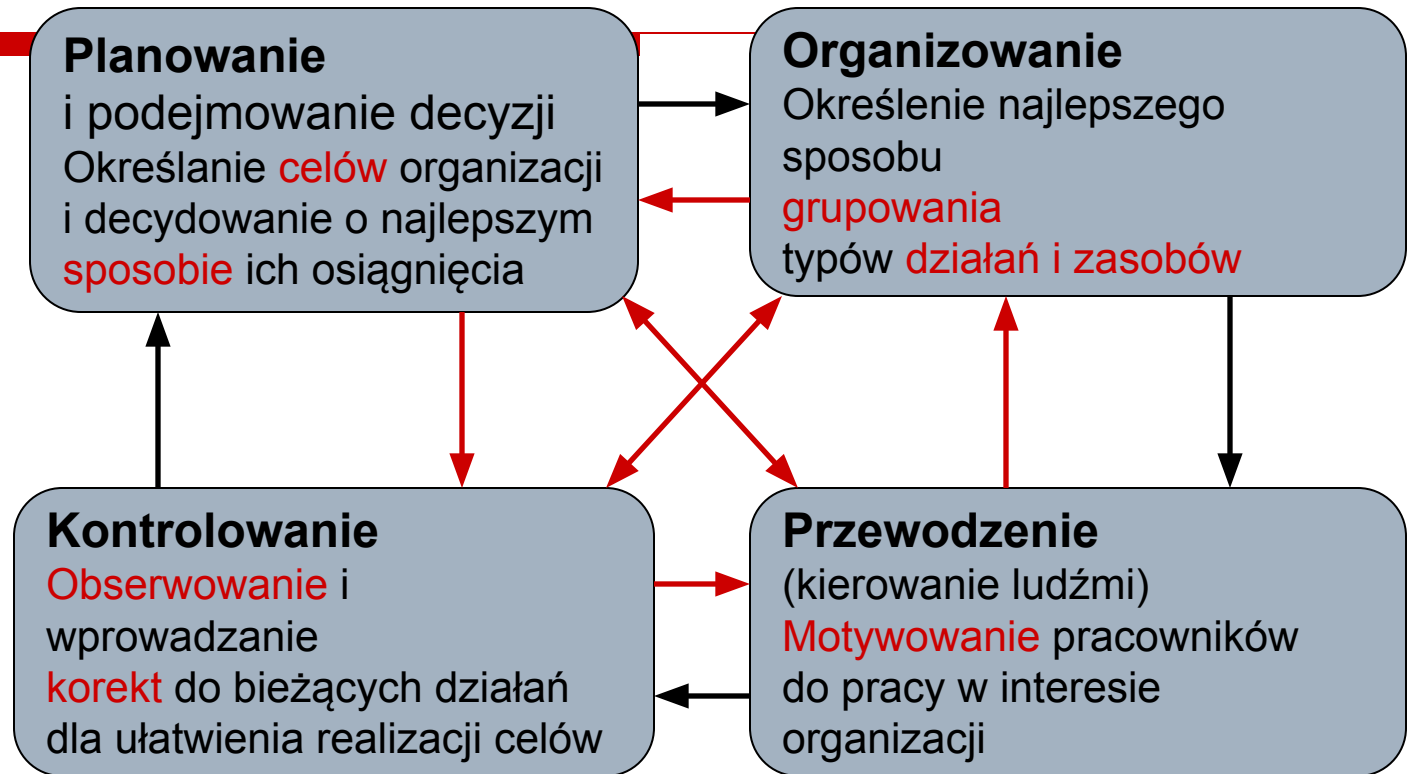 Planowanie
i podejmowanie decyzji
Określanie celów organizacji
i decydowanie o najlepszym
sposobie ich osiągnięcia
Organizowanie
Określenie najlepszego
sposobu
grupowania
typów działań i zasobów
Kontrolowanie
Obserwowanie i
wprowadzanie
korekt do bieżących działań
dla ułatwienia realizacji celów
Przewodzenie
(kierowanie ludźmi)
Motywowanie pracowników
do pracy w interesie
organizacji